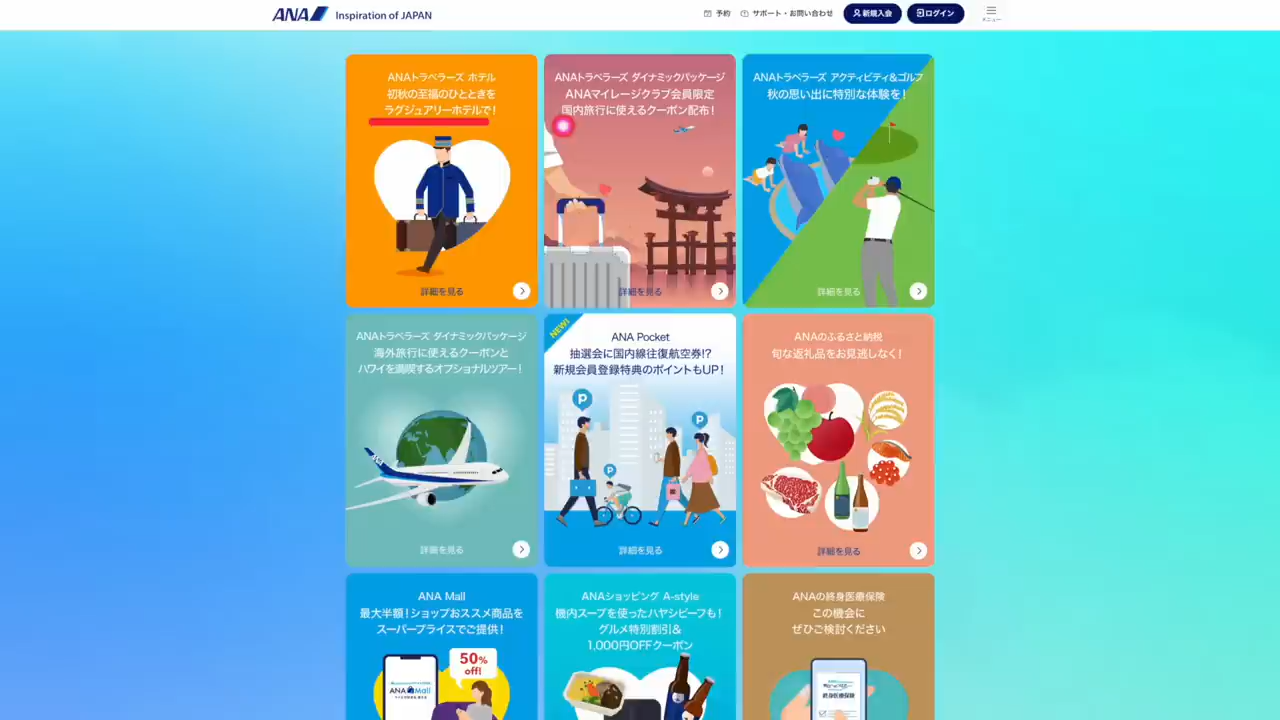 ANA Inspiration of JAPAN
予約
サポート・お問い合わせ
新規入会
ログイン
メニュー
ANAトラベラーズ ホテル
初秋の至福のひとときを
ラグジュアリーホテルで！
詳細を見る
ANAトラベラーズ ダイナミックパッケージ
ANAマイレージクラブ会員限定
国内旅行に使えるクーポン配布！
詳細を見る
ANAトラベラーズ アクティビティ&ゴルフ
秋の思い出に特別な体験を！
詳細を見る
ANAトラベラーズ ダイナミックパッケージ
海外旅行に使えるクーポンと
ハワイを満喫するオプショナルツアー！
詳細を見る
NEW!
ANA Pocket
抽選会に国内線往復航空券!?
新規会員登録特典のポイントもUP！
P
P
P
詳細を見る
ANAのふるさと納税
旬な返礼品をお見逃しなく！
詳細を見る
ANA Mall
最大半額！ショップおススメ商品を
スーパープライスでご提供！
50%
off!
ANA Mall
ANAショッピング A-style
機内スープを使ったハヤシビーフも！
グルメ特別割引&
1,000円OFFクーポン
ANAの終身医療保険
この機会に
ぜひご検討ください
終身医療保険